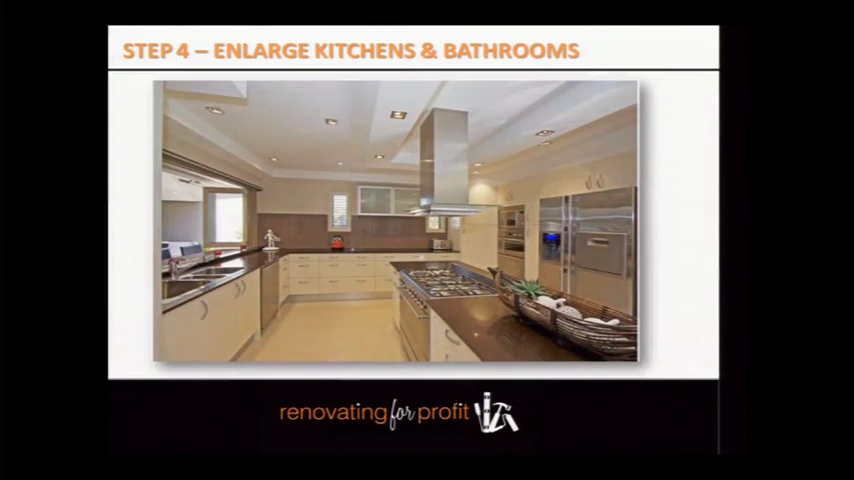 STEP 4 – ENLARGE KITCHENS & BATHROOMS
renovating for profit